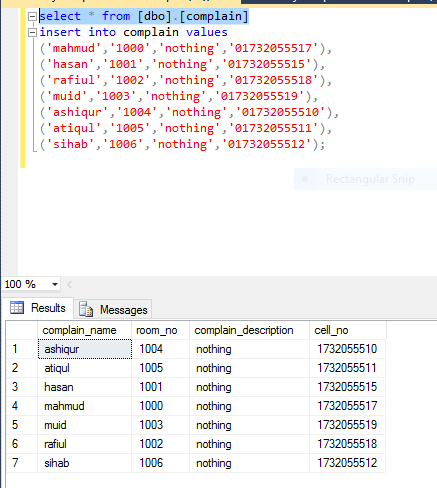 select * from [dbo].[complain]
insert into complain values
('mahmud','1000','nothing','01732055517'),
('hasan','1001','nothing','01732055515'),
('rafiul','1002','nothing','01732055518'),
('muid','1003','nothing','01732055519'),
('ashiqur','1004','nothing','01732055510'),
('atiqul','1005','nothing','01732055511'),
('sihab','1006','nothing','01732055512');
Rectangular Snip
100 %
Results Messages
complain_name room_no complain_description cell_no
1 ashiqur 1004 nothing 1732055510
2 atiqul 1005 nothing 1732055511
3 hasan 1001 nothing 1732055515
4 mahmud 1000 nothing 1732055517
5 muid 1003 nothing 1732055519
6 rafiul 1002 nothing 1732055518
7 sihab 1006 nothing 1732055512